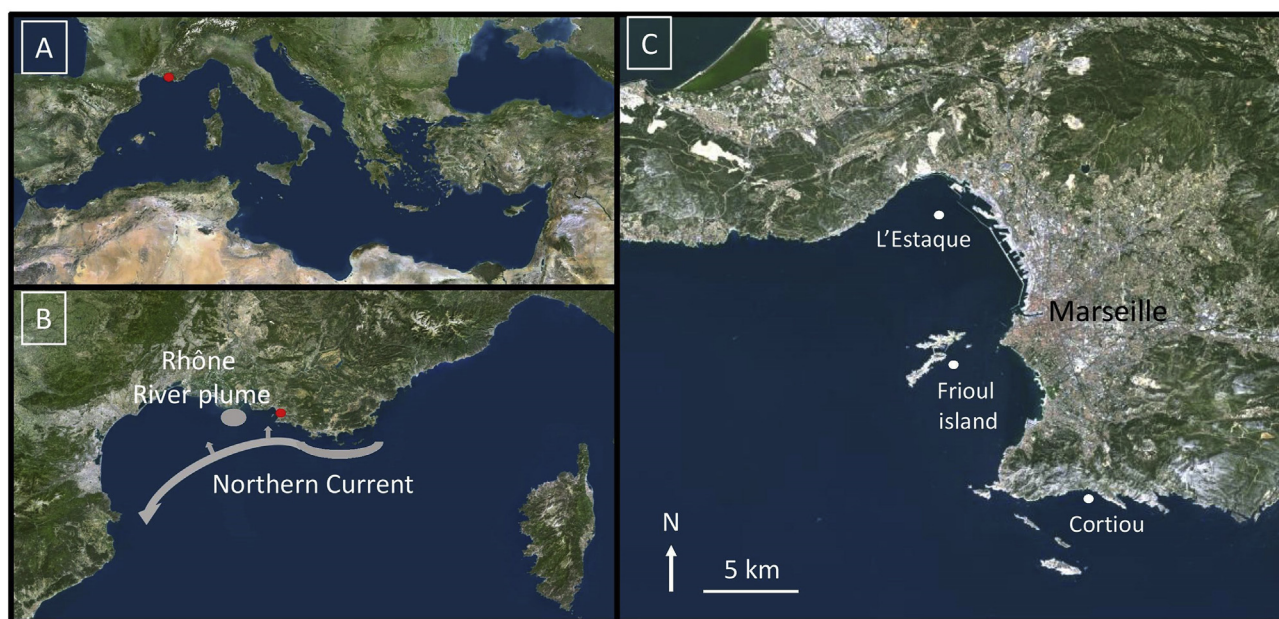 A
B
Rhône
River plume
Northern Current
C
L’Estaque
Marseille
Frioul
island
Cortiou
N
5 km